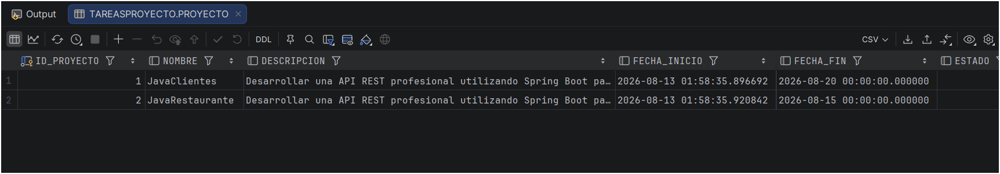 Output TAREASPROYECTO.PROYECTO
DDL CSV
ID_PROYECTO NOMBRE DESCRIPCION FECHA_INICIO FECHA_FIN ESTADO
1 1 JavaClientes Desarrollar una API REST profesional utilizando Spring Boot pa… 2026-08-13 01:58:35.896692 2026-08-20 00:00:00.000000
2 2 JavaRestaurante Desarrollar una API REST profesional utilizando Spring Boot pa… 2026-08-13 01:58:35.920842 2026-08-15 00:00:00.000000